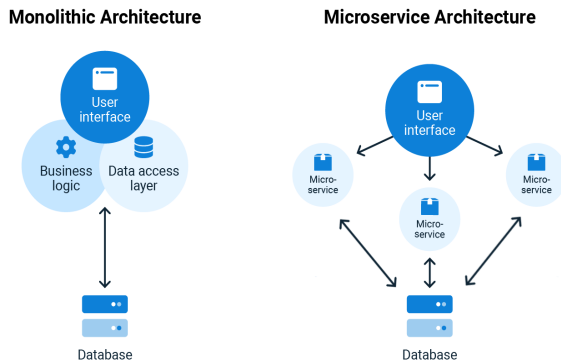 Monolithic Architecture
User
interface
Business
logic
Data access
layer
Database
Microservice Architecture
User
interface
Micro-
service
Micro-
service
Micro-
service
Database